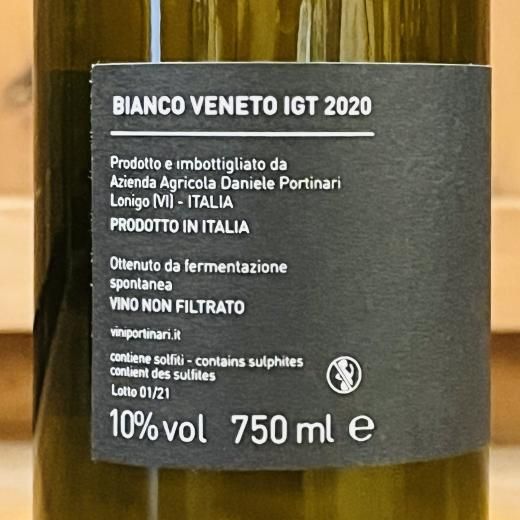 BIANCO VENETO IGT 2020
Prodotto e imbottigliato da
Azienda Agricola Daniele Portinari
Lonigo (VI) - ITALIA
PRODOTTO IN ITALIA
Ottenuto da fermentazione
spontanea
VINO NON FILTRATO
viniportinari.it
contiene solfiti - contains sulphites
contient des sulfites
Lotto 01/21
10% vol 750 ml e